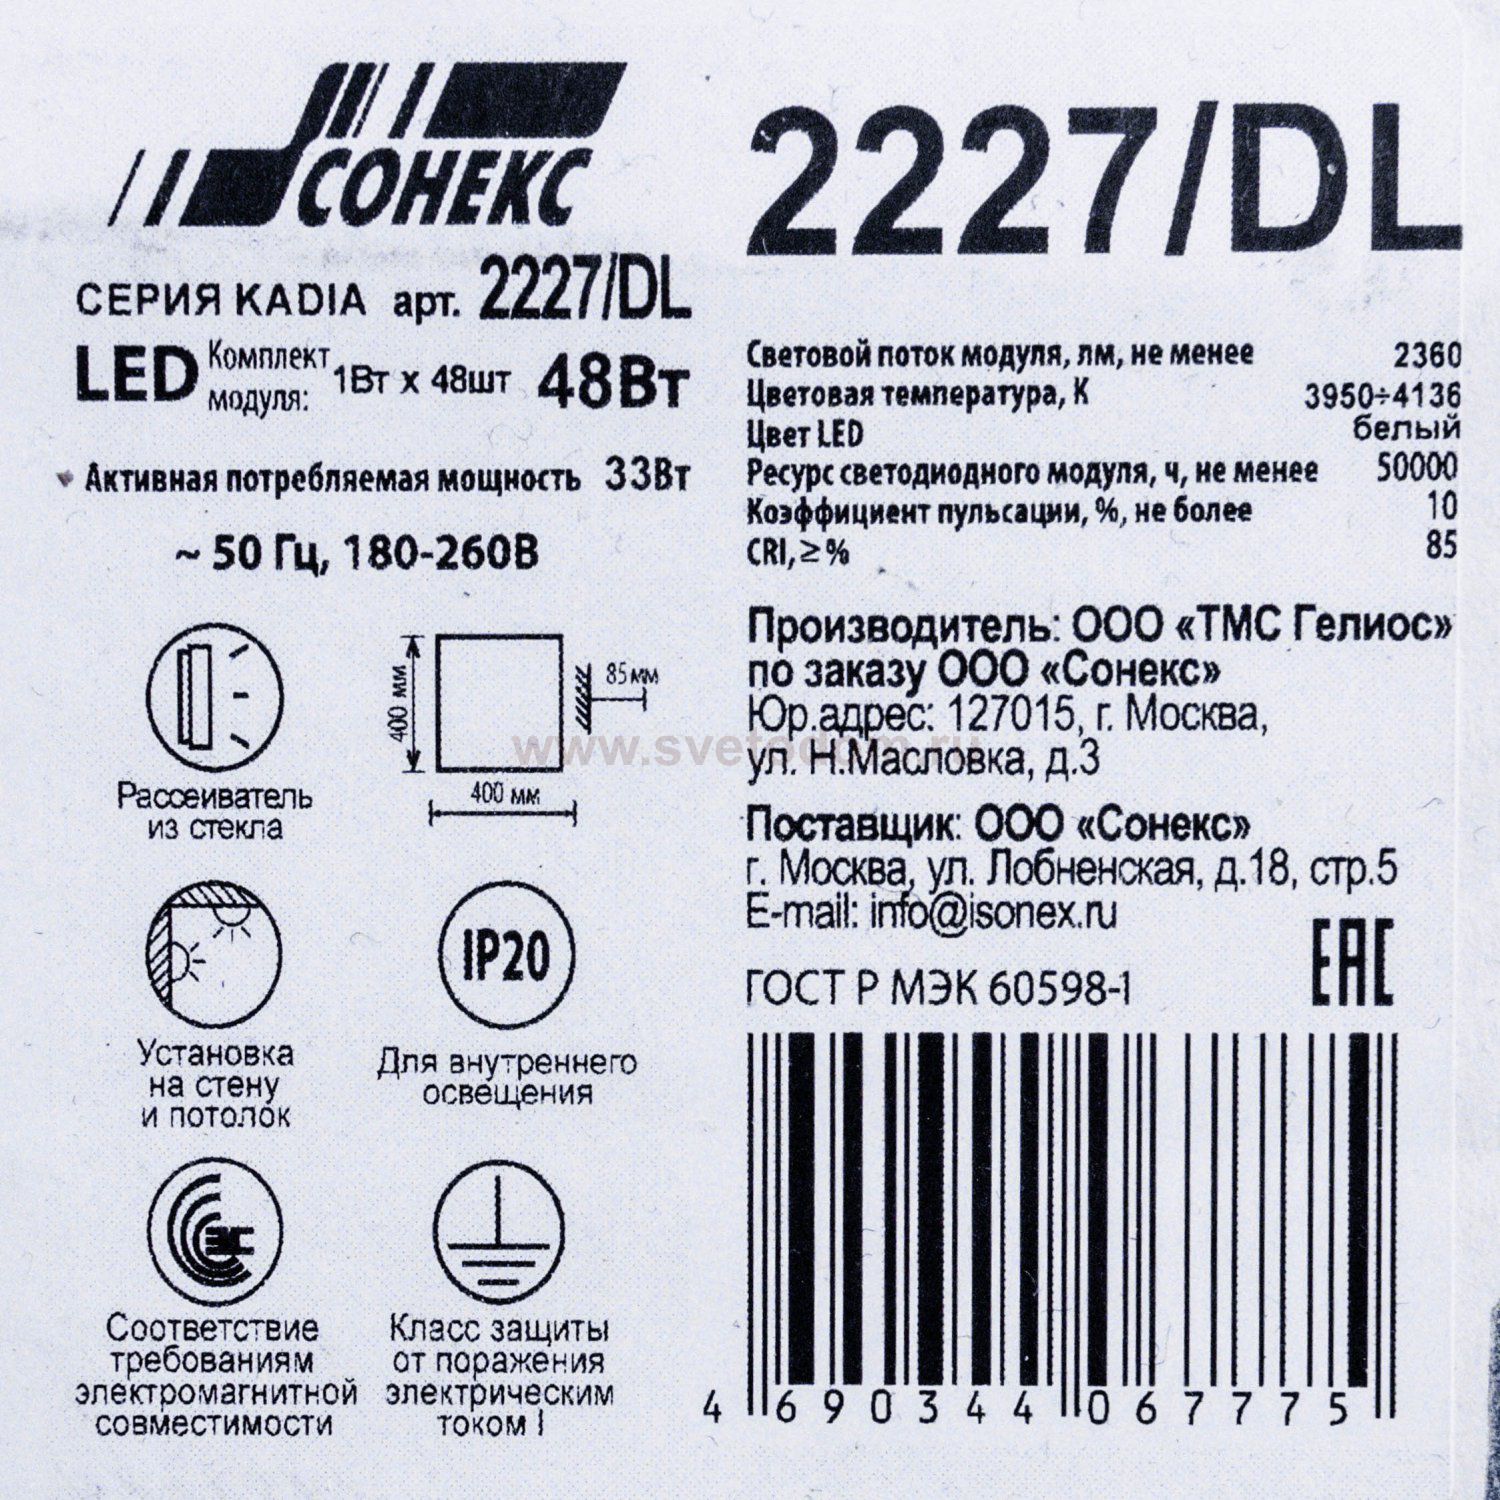 СОНЕКС
2227/DL
СЕРИЯ KADIA арт. 2227/DL
LED Комплект модуля: 1Вт х 48шт 48Вт
Активная потребляемая мощность 33Вт
~ 50 Гц, 180-260В
Световой поток модуля, лм, не менее 2360
Цветовая температура, К 3950÷4136
Цвет LED белый
Ресурс светодиодного модуля, ч, не менее 50000
Коэффициент пульсации, %, не более 10
CRI, ≥ % 85
400 мм
85 мм
400 мм
Рассеиватель
из стекла
Установка
на стену
и потолок
IP20
Для внутреннего
освещения
ЭС
Соответствие
требованиям
электромагнитной
совместимости
Класс защиты
от поражения
электрическим
током I
Производитель: ООО «ТМС Гелиос»
по заказу ООО «Сонекс»
Юр.адрес: 127015, г. Москва,
ул. Н.Масловка, д.3
www.svetodom.ru
Поставщик: ООО «Сонекс»
г. Москва, ул. Лобненская, д.18, стр.5
E-mail: info@isonex.ru
ГОСТ Р МЭК 60598-1
EAC
4 690344 067775